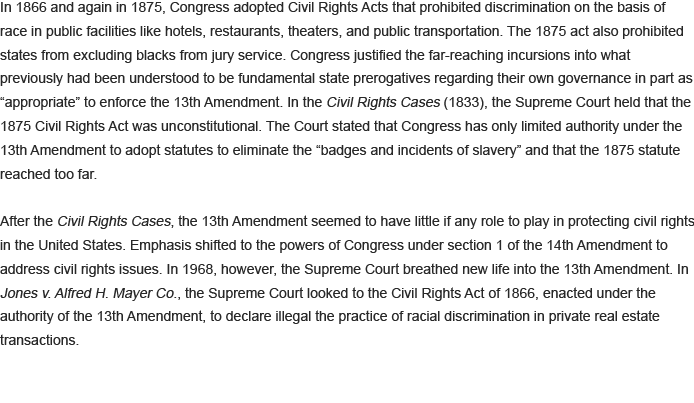 In 1866 and again in 1875, Congress adopted Civil Rights Acts that prohibited discrimination on the basis of
race in public facilities like hotels, restaurants, theaters, and public transportation. The 1875 act also prohibited
states from excluding blacks from jury service. Congress justified the far-reaching incursions into what
previously had been understood to be fundamental state prerogatives regarding their own governance in part as
“appropriate” to enforce the 13th Amendment. In the Civil Rights Cases (1833), the Supreme Court held that the
1875 Civil Rights Act was unconstitutional. The Court stated that Congress has only limited authority under the
13th Amendment to adopt statutes to eliminate the “badges and incidents of slavery” and that the 1875 statute
reached too far.
After the Civil Rights Cases, the 13th Amendment seemed to have little if any role to play in protecting civil rights
in the United States. Emphasis shifted to the powers of Congress under section 1 of the 14th Amendment to
address civil rights issues. In 1968, however, the Supreme Court breathed new life into the 13th Amendment. In
Jones v. Alfred H. Mayer Co., the Supreme Court looked to the Civil Rights Act of 1866, enacted under the
authority of the 13th Amendment, to declare illegal the practice of racial discrimination in private real estate
transactions.